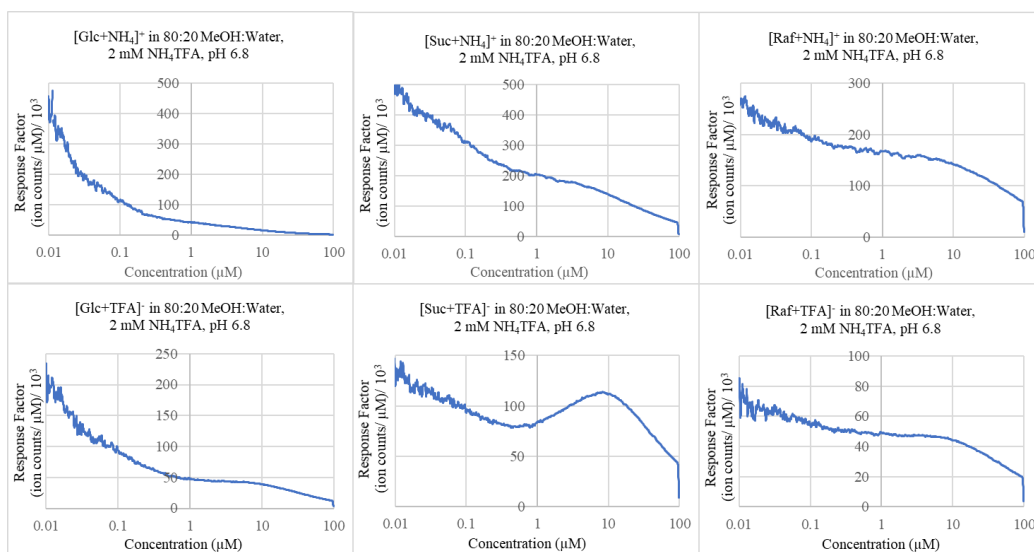 [Glc+NH₄]⁺ in 80:20 MeOH:Water,
2 mM NH₄TFA, pH 6.8
Response Factor
(ion counts/ µM)/ 10³
500
400
300
200
100
0
0.01 0.1 1 10 100
Concentration (µM)
[Suc+NH₄]⁺ in 80:20 MeOH:Water,
2 mM NH₄TFA, pH 6.8
Response Factor
(ion counts/ µM)/ 10³
500
400
300
200
100
0
0.01 0.1 1 10 100
Concentration (µM)
[Raf+NH₄]⁺ in 80:20 MeOH:Water,
2 mM NH₄TFA, pH 6.8
Response Factor
(ion counts/ µM)/ 10³
300
200
100
0
0.01 0.1 1 10 100
Concentration (µM)
[Glc+TFA]⁻ in 80:20 MeOH:Water,
2 mM NH₄TFA, pH 6.8
Response Factor
(ion counts/ µM)/ 10³
250
200
150
100
50
0
0.01 0.1 1 10 100
Concentration (µM)
[Suc+TFA]⁻ in 80:20 MeOH:Water,
2 mM NH₄TFA, pH 6.8
Response Factor
(ion counts/ µM)/ 10³
150
100
50
0
0.01 0.1 1 10 100
Concentration (µM)
[Raf+TFA]⁻ in 80:20 MeOH:Water,
2 mM NH₄TFA, pH 6.8
Response Factor
(ion counts/ µM)/ 10³
100
80
60
40
20
0
0.01 0.1 1 10 100
Concentration (µM)